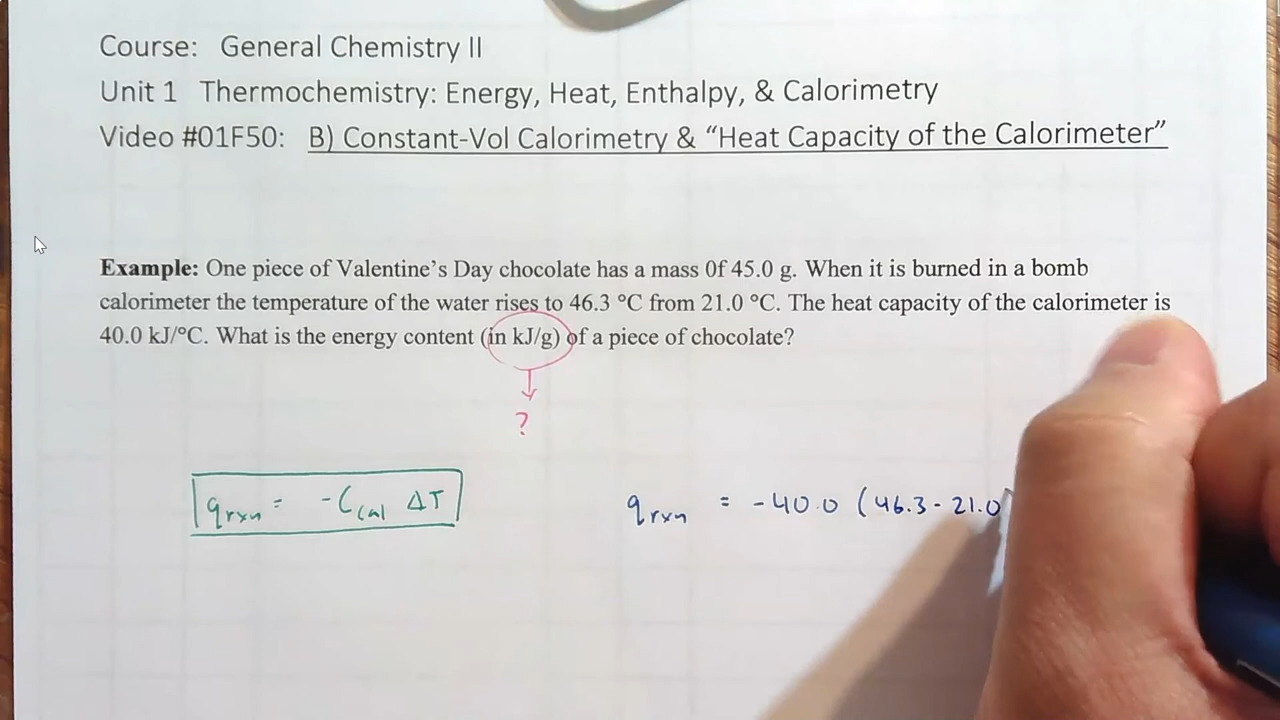 Course: General Chemistry II
Unit 1 Thermochemistry: Energy, Heat, Enthalpy, & Calorimetry
Video #01F50: B) Constant-Vol Calorimetry & “Heat Capacity of the Calorimeter”
Example: One piece of Valentine’s Day chocolate has a mass 0f 45.0 g. When it is burned in a bomb
calorimeter the temperature of the water rises to 46.3 °C from 21.0 °C. The heat capacity of the calorimeter is
40.0 kJ/°C. What is the energy content (in kJ/g) of a piece of chocolate?
?
qrxn = -Ccal ΔT
qrxn = -40.0 (46.3 - 21.0